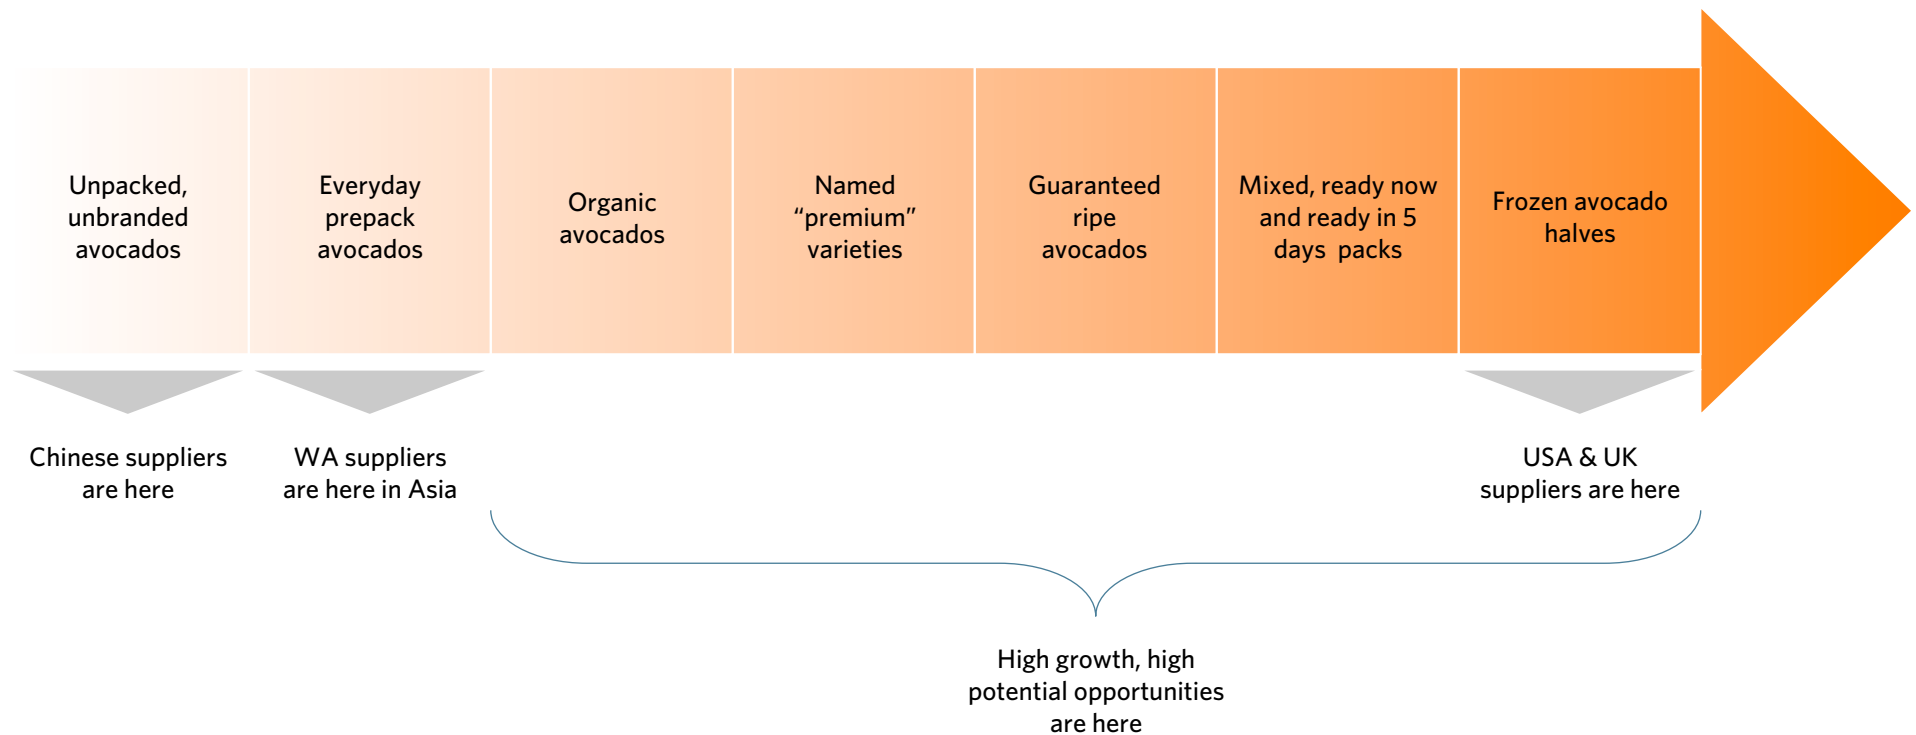 Unpacked,
unbranded
avocados
Everyday
prepack
avocados
Organic
avocados
Named
“premium”
varieties
Guaranteed
ripe
avocados
Mixed, ready now
and ready in 5
days  packs
Frozen avocado
halves
Chinese suppliers
are here
WA suppliers
are here in Asia
USA & UK
suppliers are here
High growth, high
potential opportunities
are here